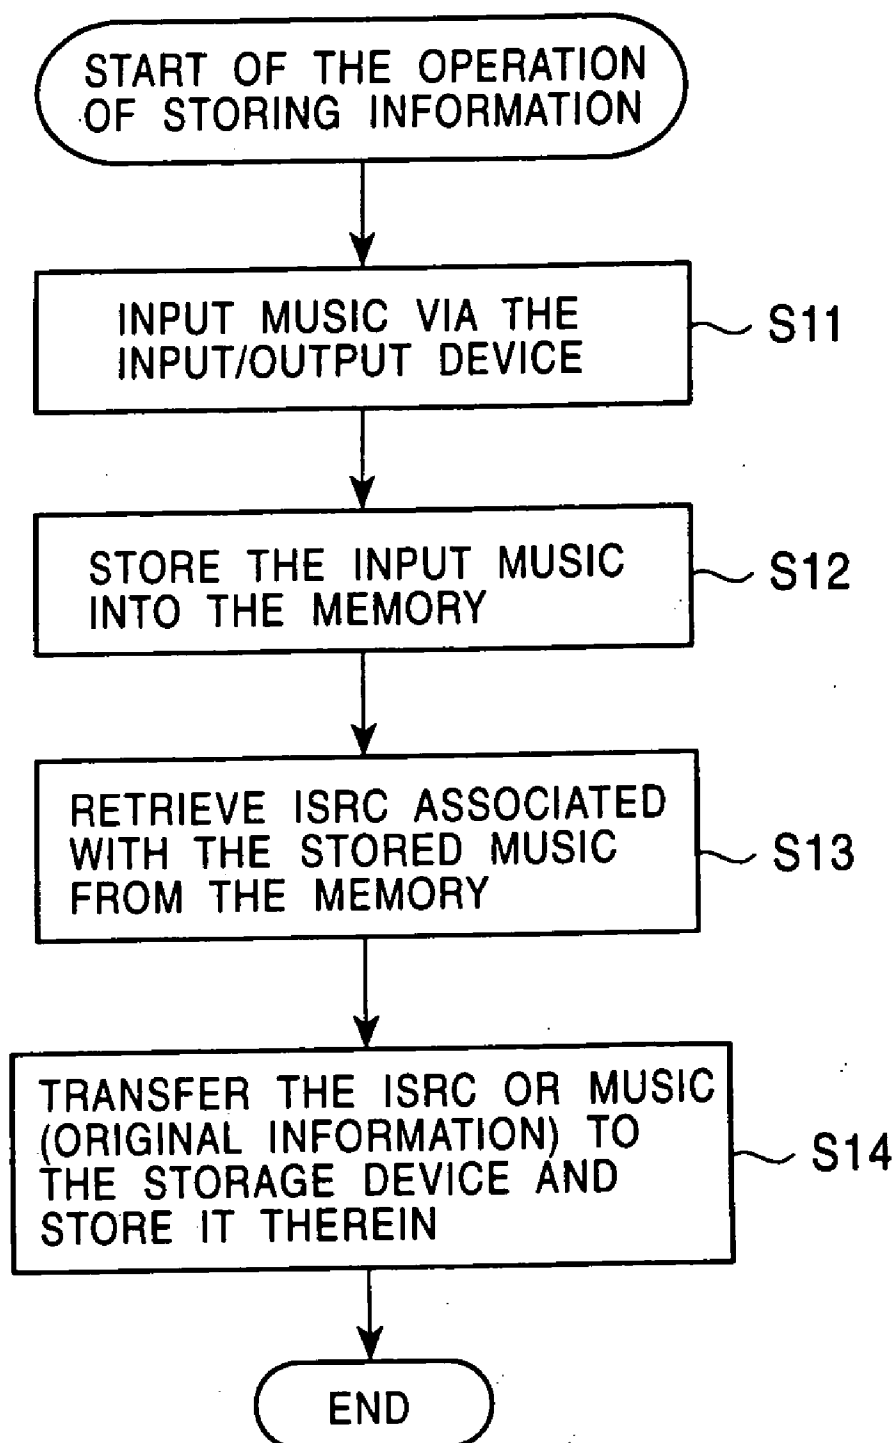 START OF THE OPERATION
OF STORING INFORMATION
INPUT MUSIC VIA THE
INPUT/OUTPUT DEVICE
S11
STORE THE INPUT MUSIC
INTO THE MEMORY
S12
RETRIEVE ISRC ASSOCIATED
WITH THE STORED MUSIC
FROM THE MEMORY
S13
TRANSFER THE ISRC OR MUSIC
(ORIGINAL INFORMATION) TO
THE STORAGE DEVICE AND
STORE IT THEREIN
S14
END